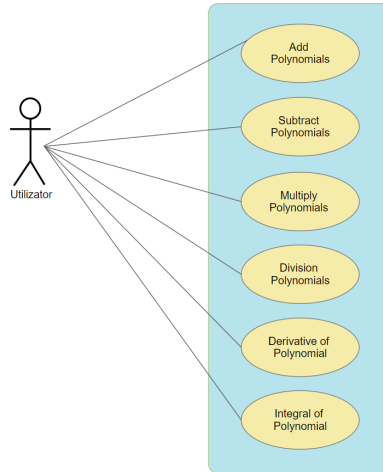 Add
Polynomials
Subtract
Polynomials
Multiply
Polynomials
Utilizator
Division
Polynomials
Derivative of
Polynomial
Integral of
Polynomial